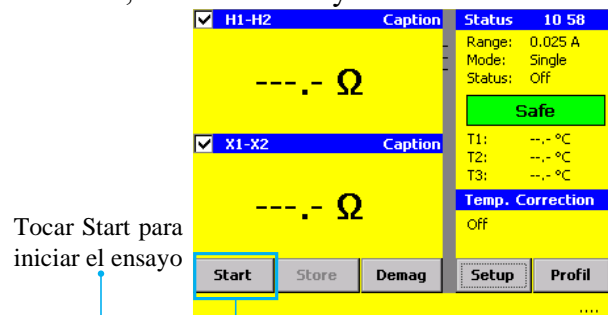 H1-H2 Caption
---.- Ω
X1-X2 Caption
---.- Ω
Status 10 58
Range: 0.025 A
Mode: Single
Status: Off
Safe
T1: --.- °C
T2: --.- °C
T3: --.- °C
Temp. Correction
Off
Tocar Start para
iniciar el ensayo
Start Store Demag Setup Profil
....